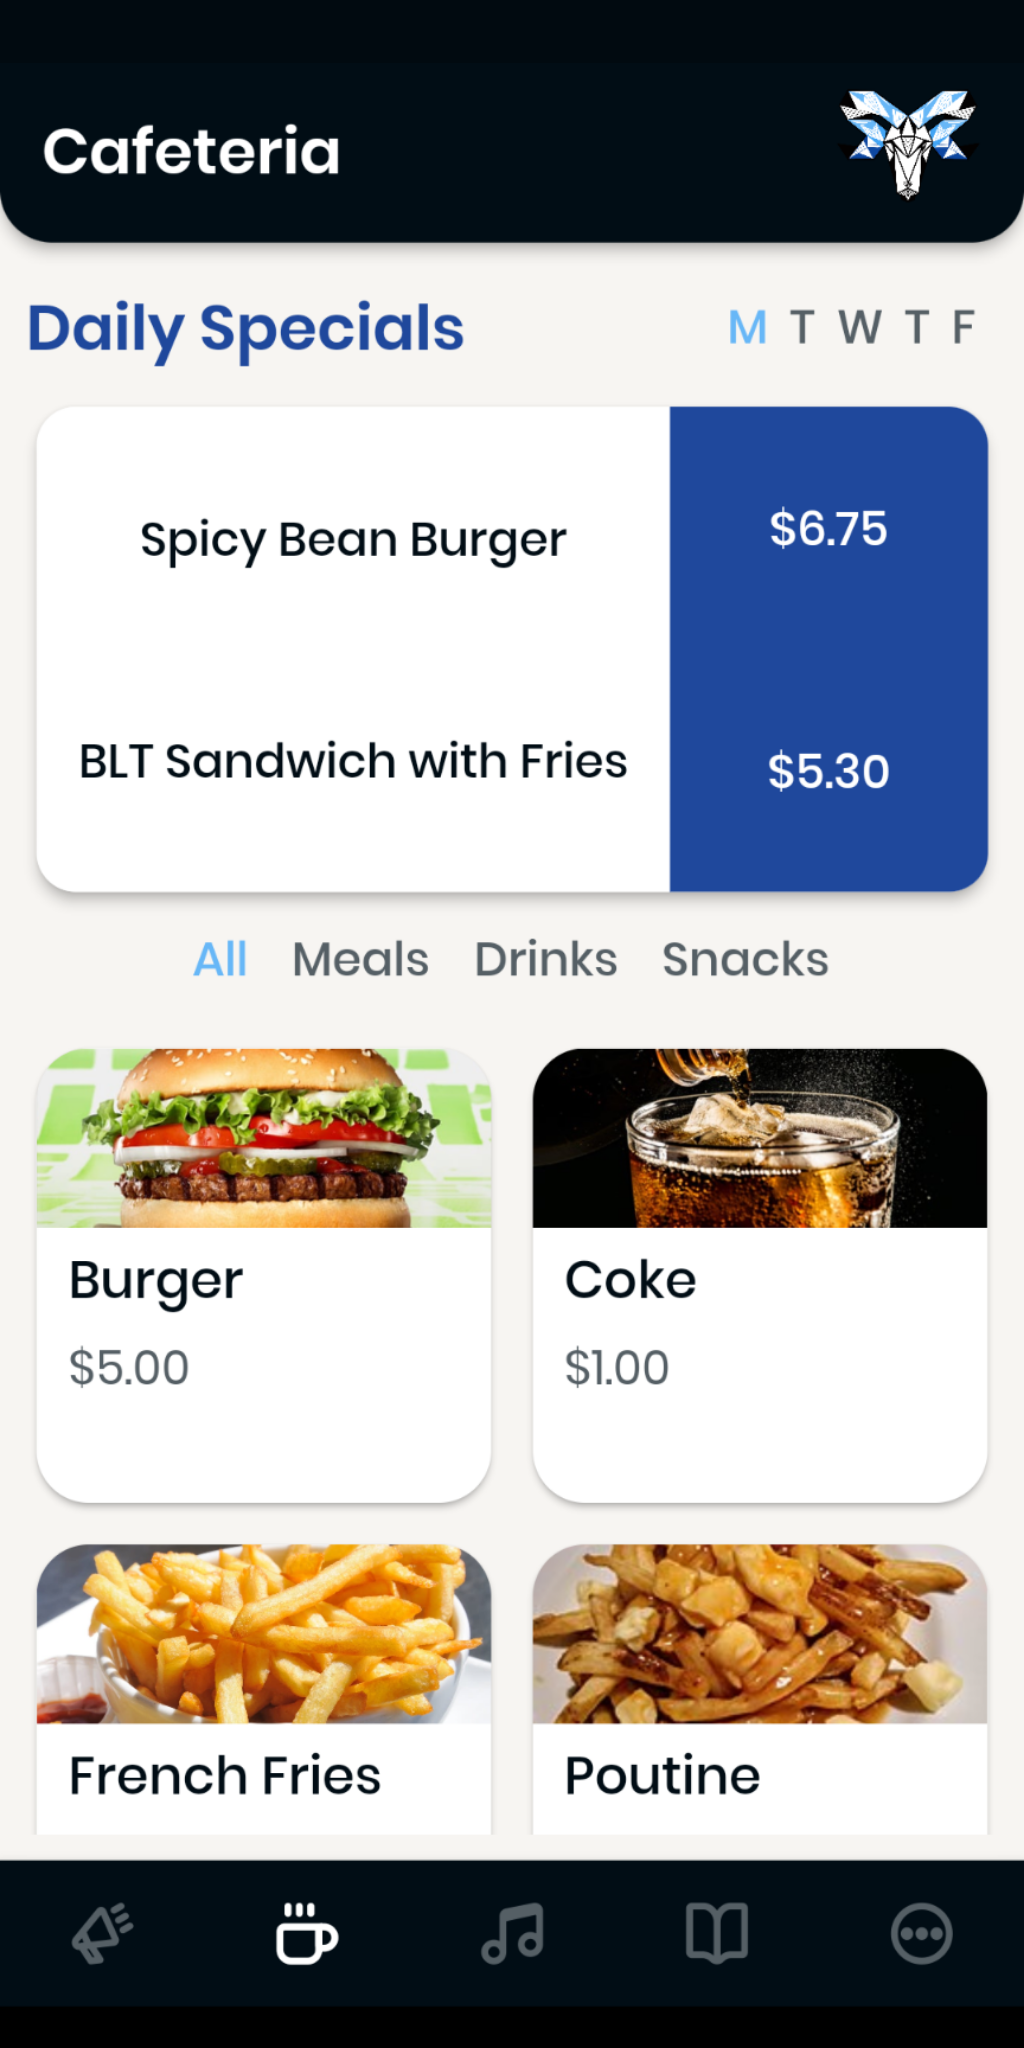 Cafeteria
Daily Specials
M T W T F
Spicy Bean Burger
$6.75
BLT Sandwich with Fries
$5.30
All Meals Drinks Snacks
Burger
$5.00
Coke
$1.00
French Fries
Poutine